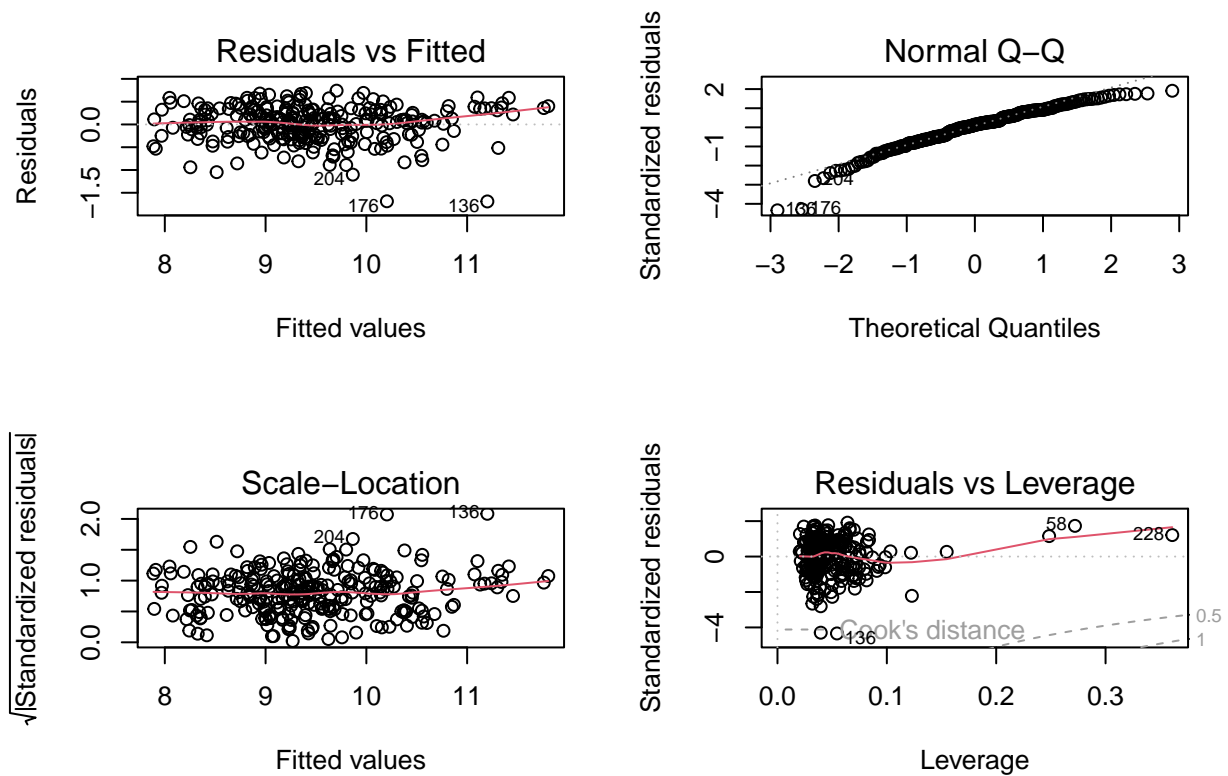 Residuals vs Fitted
Residuals
0.0
−1.5
204
176
136
8 9 10 11
Fitted values
Normal Q−Q
Standardized residuals
2
−1
−4
204
136
176
−3 −2 −1 0 1 2 3
Theoretical Quantiles
Scale−Location
√|Standardized residuals|
2.0
1.0
0.0
176
136
204
8 9 10 11
Fitted values
Residuals vs Leverage
Standardized residuals
0
−4
58
228
136
Cook's distance
0.5
1
0.0 0.1 0.2 0.3
Leverage